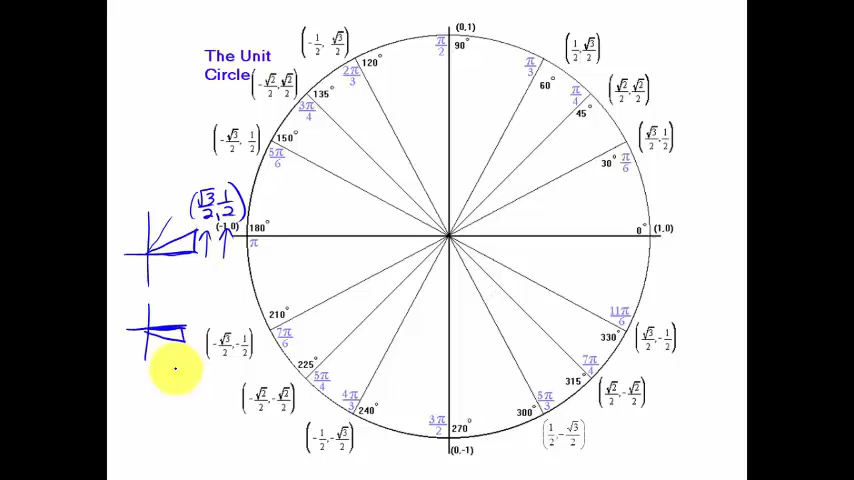 The Unit
Circle
(0,1)
π/2
90°
(-1/2, √3/2)
120°
2π/3
(-√2/2, √2/2)
135°
3π/4
(-√3/2, 1/2)
150°
5π/6
(1/2, √3/2)
π/3
60°
(√2/2, √2/2)
π/4
45°
(√3/2, 1/2)
30°
π/6
(√3/2, 1/2)
(-1,0)
180°
π
0°
(1,0)
210°
7π/6
(-√3/2, -1/2)
225°
5π/4
(-√2/2, -√2/2)
240°
4π/3
(-1/2, -√3/2)
3π/2
270°
(0,-1)
300°
5π/3
(1/2, -√3/2)
315°
7π/4
(√2/2, -√2/2)
330°
11π/6
(√3/2, -1/2)